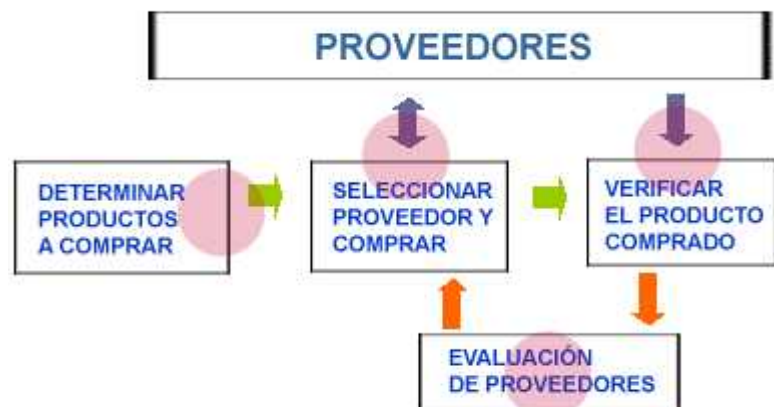 PROVEEDORES
DETERMINAR
PRODUCTOS
A COMPRAR
SELECCIONAR
PROVEEDOR Y
COMPRAR
VERIFICAR
EL PRODUCTO
COMPRADO
EVALUACIÓN
DE PROVEEDORES